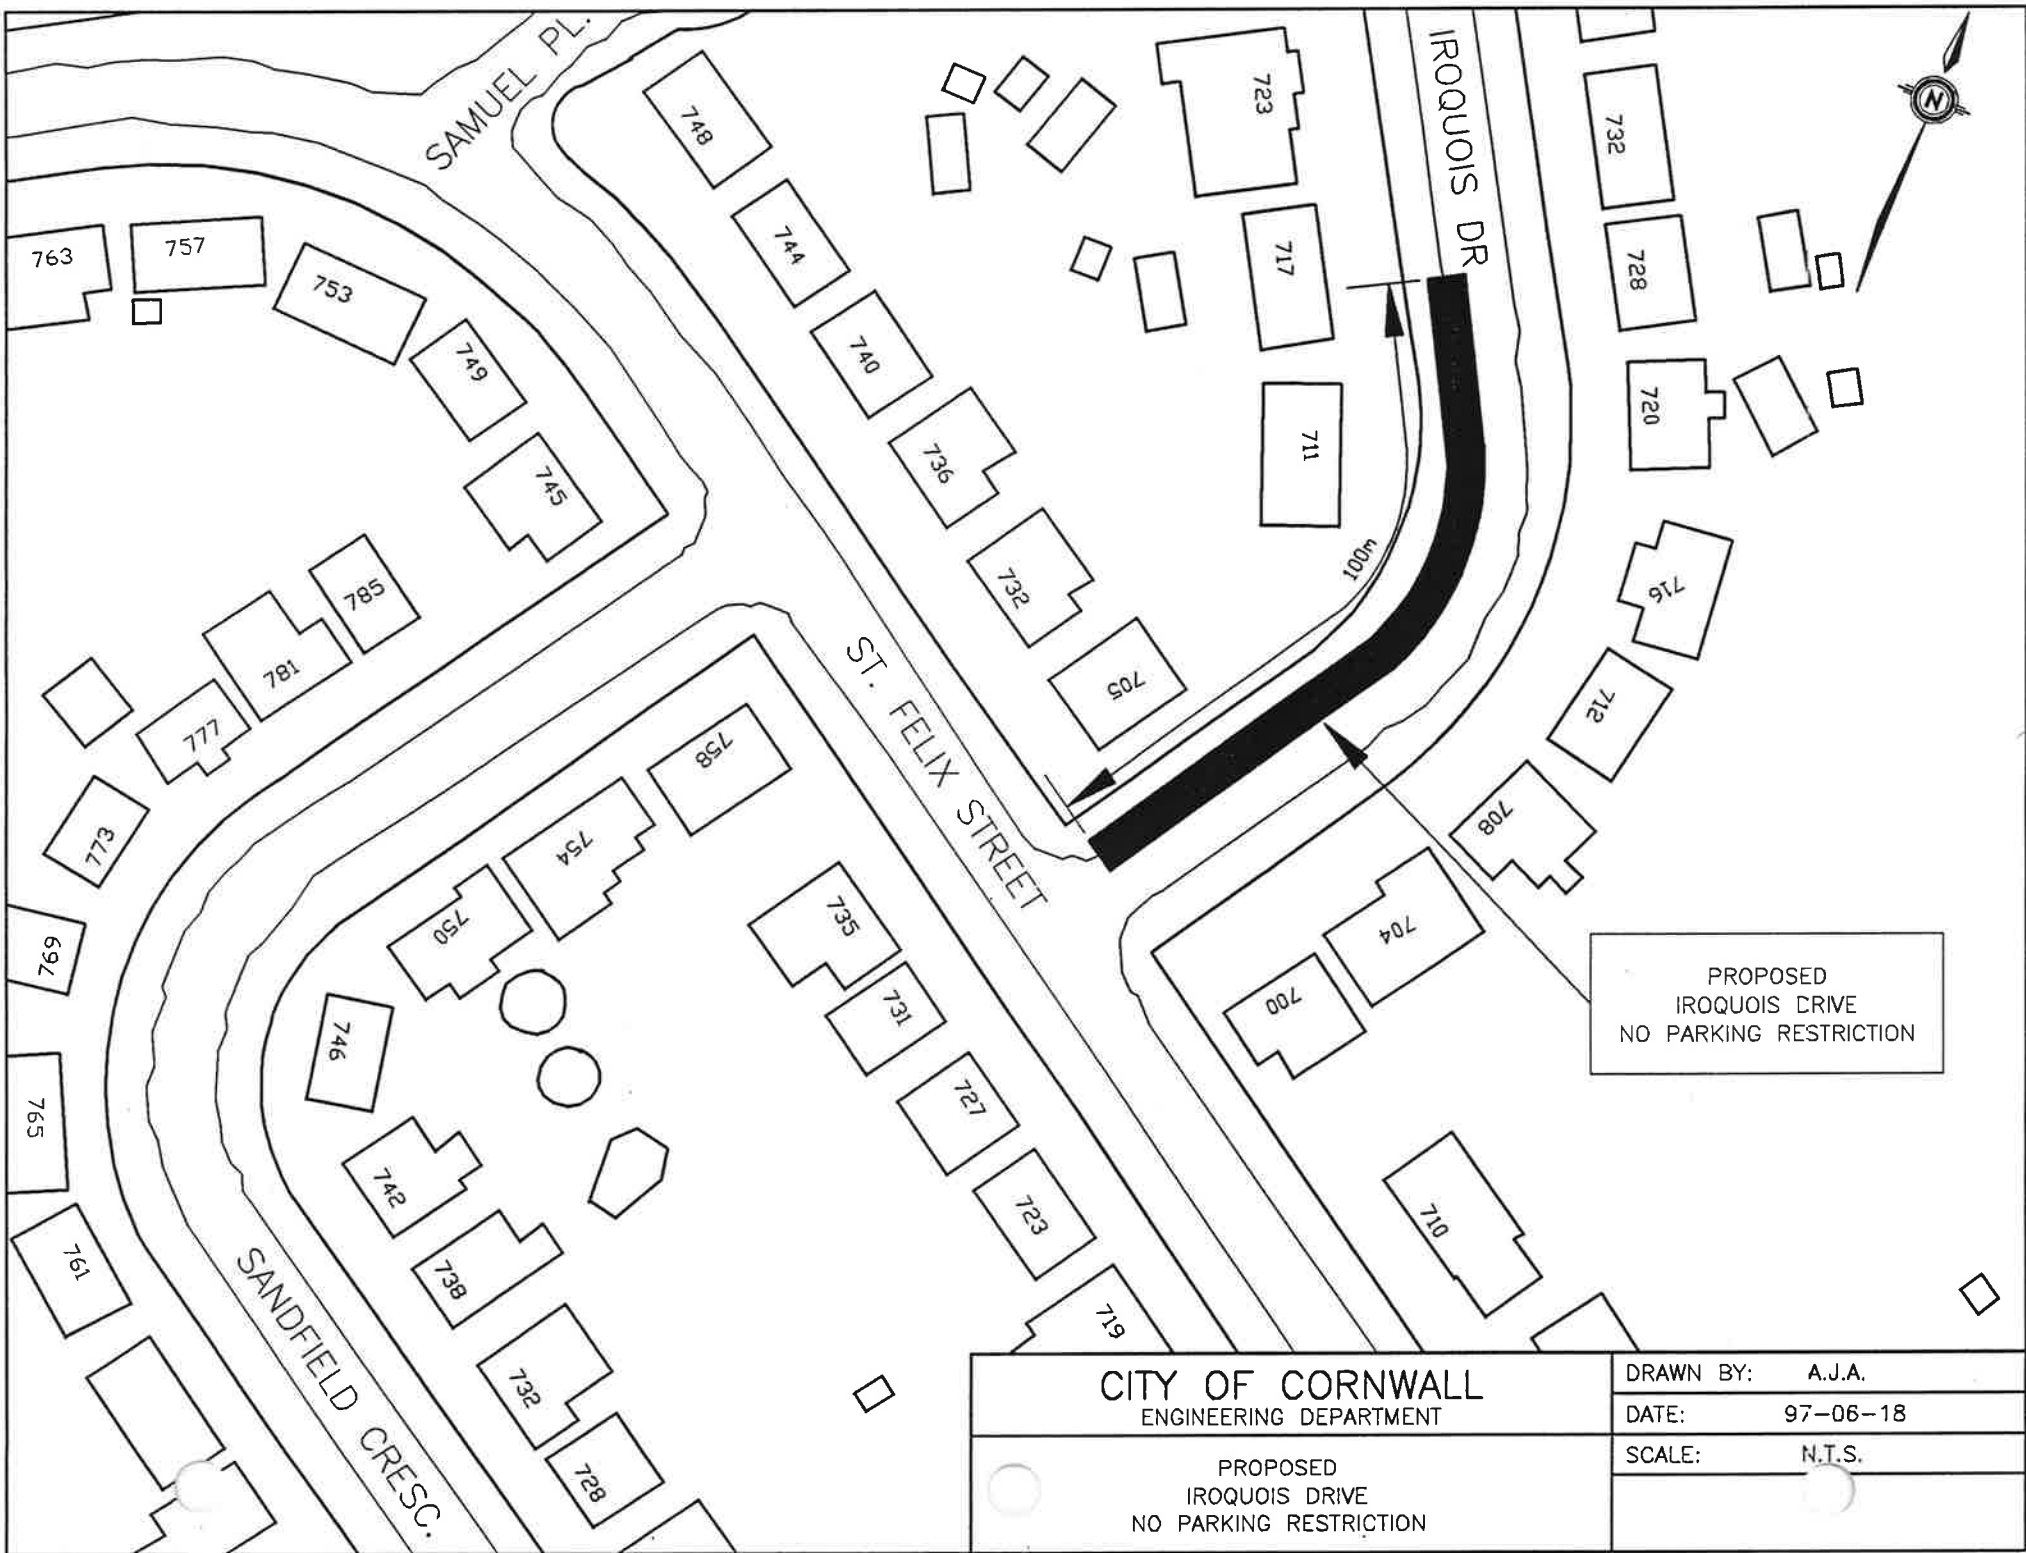 SAMUEL PL.
IROQUOIS DR
N
748
723
732
744
717
728
763
757
753
749
740
745
736
711
720
732
100m
716
785
781
777
773
705
712
758
754
750
ST. FELIX STREET
708
704
700
769
746
735
731
727
723
719
765
742
738
732
728
761
710
SANDFIELD CRESC.
PROPOSED
IROQUOIS DRIVE
NO PARKING RESTRICTION
CITY OF CORNWALL
ENGINEERING DEPARTMENT
PROPOSED
IROQUOIS DRIVE
NO PARKING RESTRICTION
DRAWN BY: A.J.A.
DATE: 97-06-18
SCALE: N.T.S.